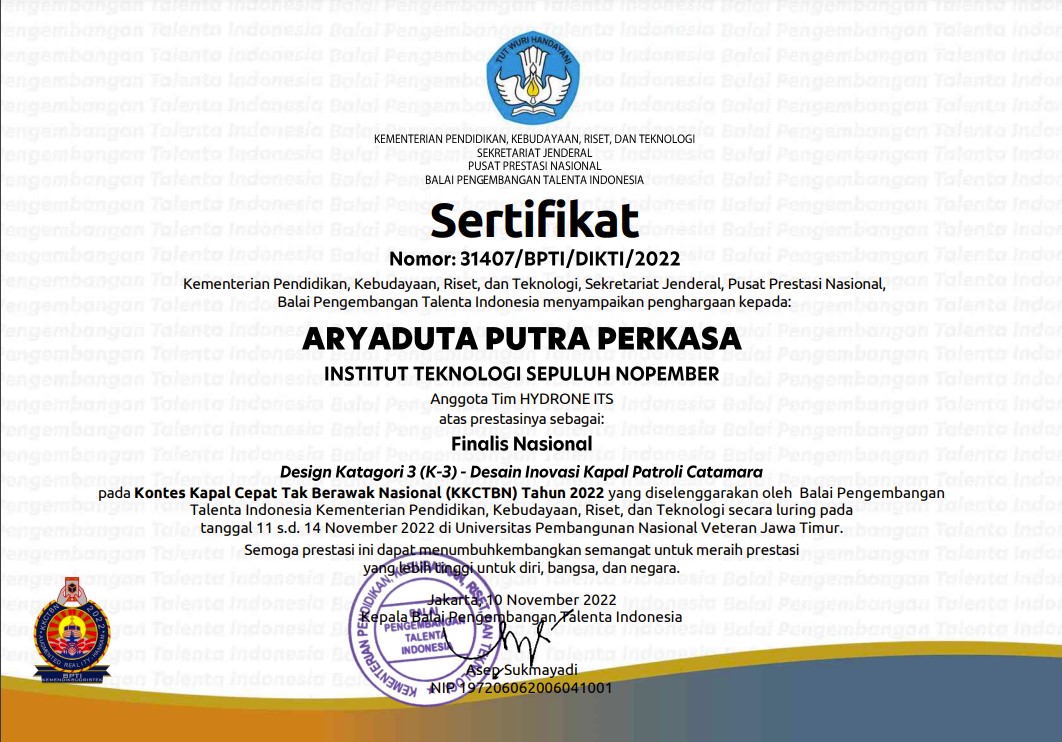 TUT WURI HANDAYANI
KEMENTERIAN PENDIDIKAN, KEBUDAYAAN, RISET, DAN TEKNOLOGI
SEKRETARIAT JENDERAL
PUSAT PRESTASI NASIONAL
BALAI PENGEMBANGAN TALENTA INDONESIA
Sertifikat
Nomor: 31407/BPTI/DIKTI/2022
Kementerian Pendidikan, Kebudayaan, Riset, dan Teknologi, Sekretariat Jenderal, Pusat Prestasi Nasional,
Balai Pengembangan Talenta Indonesia menyampaikan penghargaan kepada:
ARYADUTA PUTRA PERKASA
INSTITUT TEKNOLOGI SEPULUH NOPEMBER
Anggota Tim HYDRONE ITS
atas prestasinya sebagai:
Finalis Nasional
Design Katagori 3 (K-3) - Desain Inovasi Kapal Patroli Catamara
pada Kontes Kapal Cepat Tak Berawak Nasional (KKCTBN) Tahun 2022 yang diselenggarakan oleh Balai Pengembangan
Talenta Indonesia Kementerian Pendidikan, Kebudayaan, Riset, dan Teknologi secara luring pada
tanggal 11 s.d. 14 November 2022 di Universitas Pembangunan Nasional Veteran Jawa Timur.
Semoga prestasi ini dapat menumbuhkembangkan semangat untuk meraih prestasi
yang lebih tinggi untuk diri, bangsa, dan negara.
Jakarta, 10 November 2022
Kepala Balai Pengembangan Talenta Indonesia
KEMENTERIAN PENDIDIKAN, KEBUDAYAAN, RISET, DAN TEKNOLOGI
BALAI
PENGEMBANGAN
TALENTA
INDONESIA
Asep Sukmayadi
NIP 197206062006041001
KKCTBN 2022
BPTI
KEMENDIKBUDRISTEK